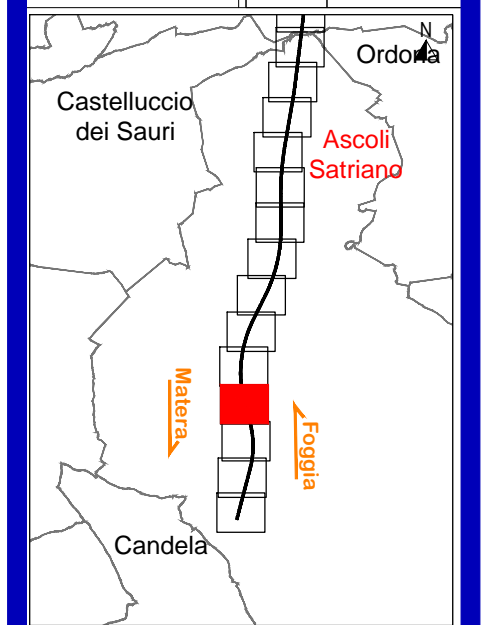 N
Ordona
Castelluccio
dei Sauri
Ascoli
Satriano
Matera
Foggia
Candela